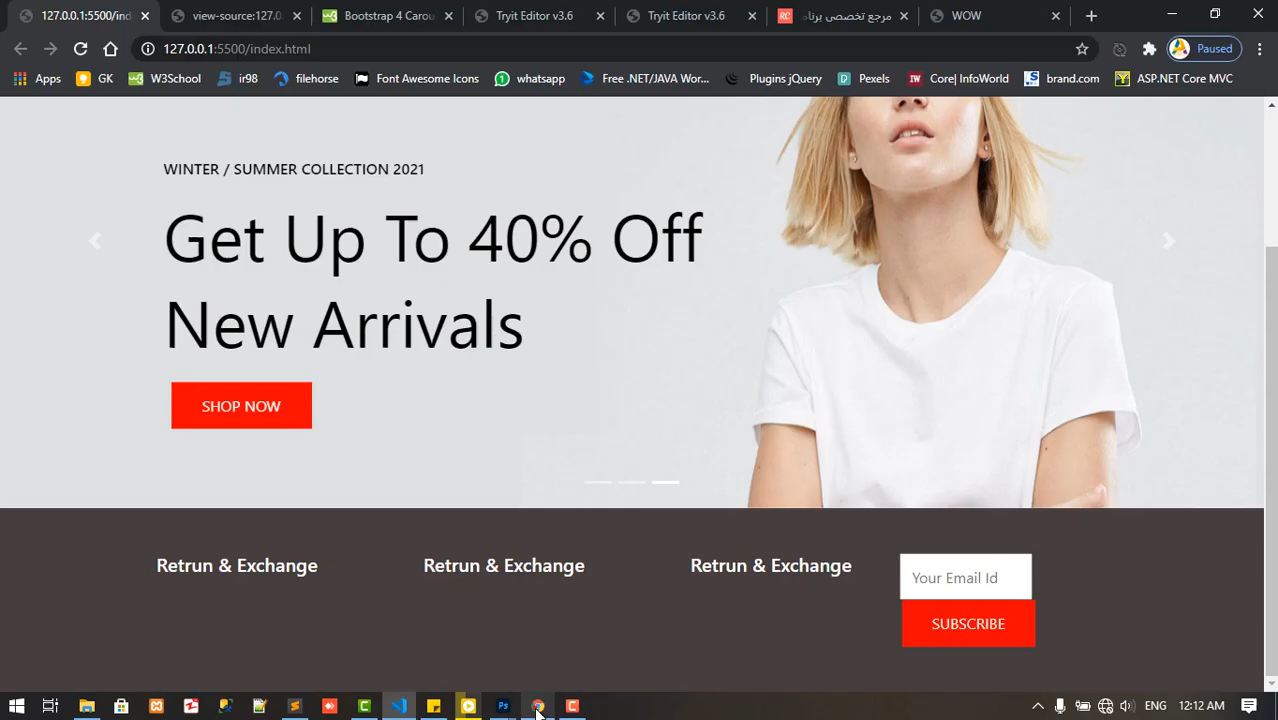 127.0.0.1:5500/ind
view-source:127.0
Bootstrap 4 Carou
Tryit Editor v3.6
Tryit Editor v3.6
مرجع تخصصی برنام
WOW
127.0.0.1:5500/index.html
Paused
Apps
GK
W3School
ir98
filehorse
Font Awesome Icons
whatsapp
Free .NET/JAVA Wor...
Plugins jQuery
Pexels
Core| InfoWorld
brand.com
ASP.NET Core MVC
WINTER / SUMMER COLLECTION 2021
Get Up To 40% Off
New Arrivals
SHOP NOW
Retrun & Exchange
Retrun & Exchange
Retrun & Exchange
Your Email Id
SUBSCRIBE
ENG
12:12 AM